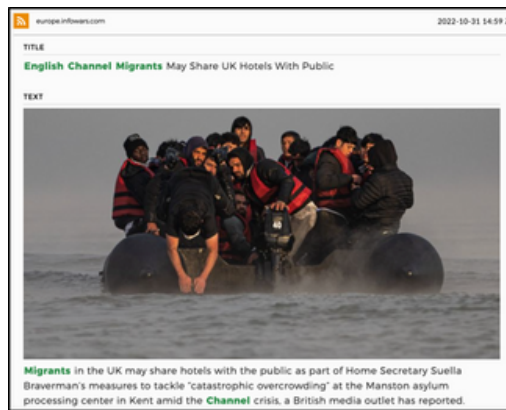 europe.infowars.com 2022-10-31 14:59
TITLE
English Channel Migrants May Share UK Hotels With Public
TEXT
Migrants in the UK may share hotels with the public as part of Home Secretary Suella
Braverman's measures to tackle "catastrophic overcrowding" at the Manston asylum
processing center in Kent amid the Channel crisis, a British media outlet has reported.